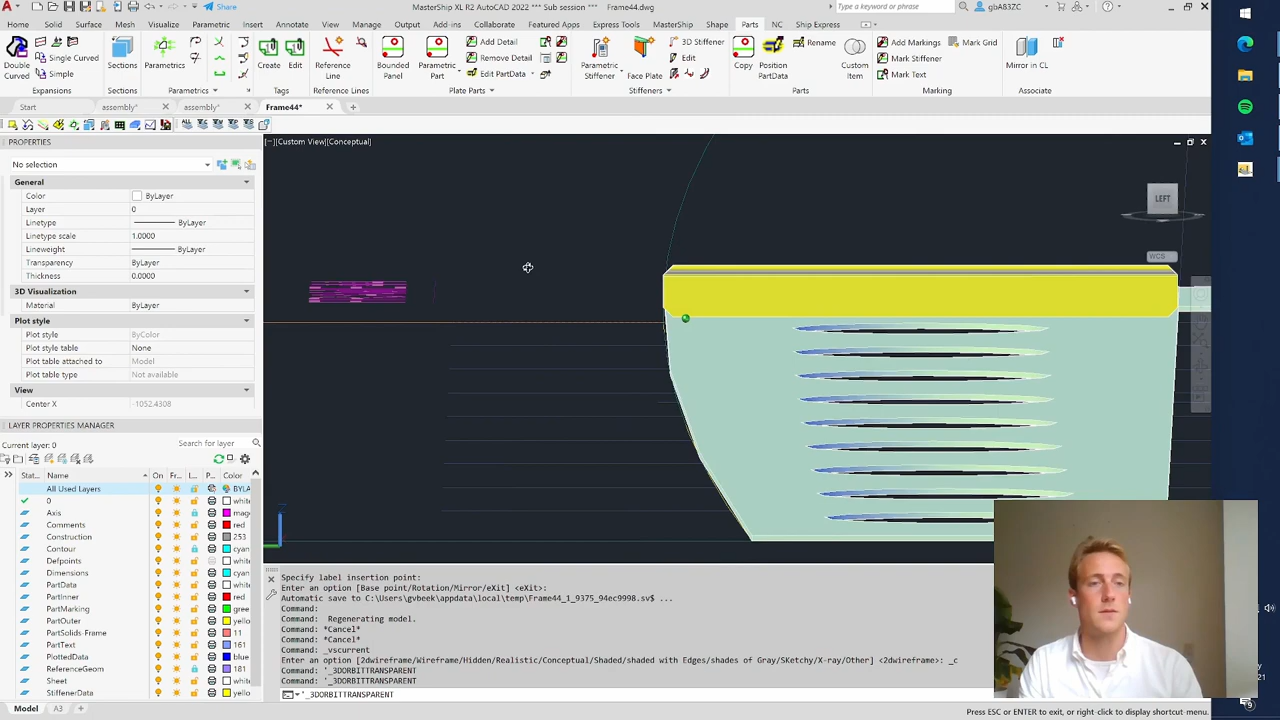 MasterShip XL R2 AutoCAD 2022 ** Sub session **   Frame44.dwg
Share
Type a keyword or phrase
gbA83ZC
Home Solid Surface Mesh Visualize Parametric Insert Annotate View Manage Output Add-ins Collaborate Featured Apps Express Tools MasterShip Shape Parts NC Ship Express
Double Curved
Single Curved
Simple
Sections
Parametrics
Create
Edit
Reference Line
Bounded Panel
Parametric Part
Add Detail
Remove Detail
Edit PartData
Parametric Stiffener
Face Plate
3D Stiffener
Edit
Copy
Position PartData
Rename
Custom Item
Add Markings
Mark Grid
Mark Stiffener
Mark Text
Mirror in CL
Expansions Sections Parametrics Tags Reference Lines Plate Parts Stiffeners Parts Marking Associate
Start assembly* assembly* Frame44*
PROPERTIES
No selection
General
Color ByLayer
Layer 0
Linetype ByLayer
Linetype scale 1.0000
Lineweight ByLayer
Transparency ByLayer
Thickness 0.0000
3D Visualization
Material ByLayer
Plot style
Plot style ByColor
Plot style table None
Plot table attached to Model
Plot table type Not available
View
Center X -1052.4308
LAYER PROPERTIES MANAGER
Current layer: 0
Search for layer
Stat.. Name On Fr... L... P.. Color
All Used Layers BYLA
0 white
Axis mage
Comments red
Construction 253
Contour cyan
Defpoints white
Dimensions cyan
PartData white
PartInner red
PartMarking gree
PartOuter yello
PartSolids-Frame 11
PartText 161
PlottedData blue
ReferenceGeom 181
Sheet white
StiffenerData yello
[−][Custom View][Conceptual]
LEFT
WCS
Specify label insertion point:
Enter an option [Base point/Rotation/Mirror/eXit] <eXit>:
Automatic save to C:\Users\gvbeek\appdata\local\temp\Frame44_1_9375_94ec9998.sv$ ...
Command:
Command:  Regenerating model.
Command: *Cancel*
Command: *Cancel*
Command: _vscurrent
Enter an option [2dwireframe/Wireframe/Hidden/Realistic/Conceptual/Shaded/shaded with Edges/shades of Gray/SKetchy/X-ray/Other] <2dwireframe>: _c
Command: '_3DORBITTRANSPARENT
Command: '_3DORBITTRANSPARENT
'_3DORBITTRANSPARENT
Model A3
Press ESC or ENTER to exit, or right-click to display shortcut-menu.